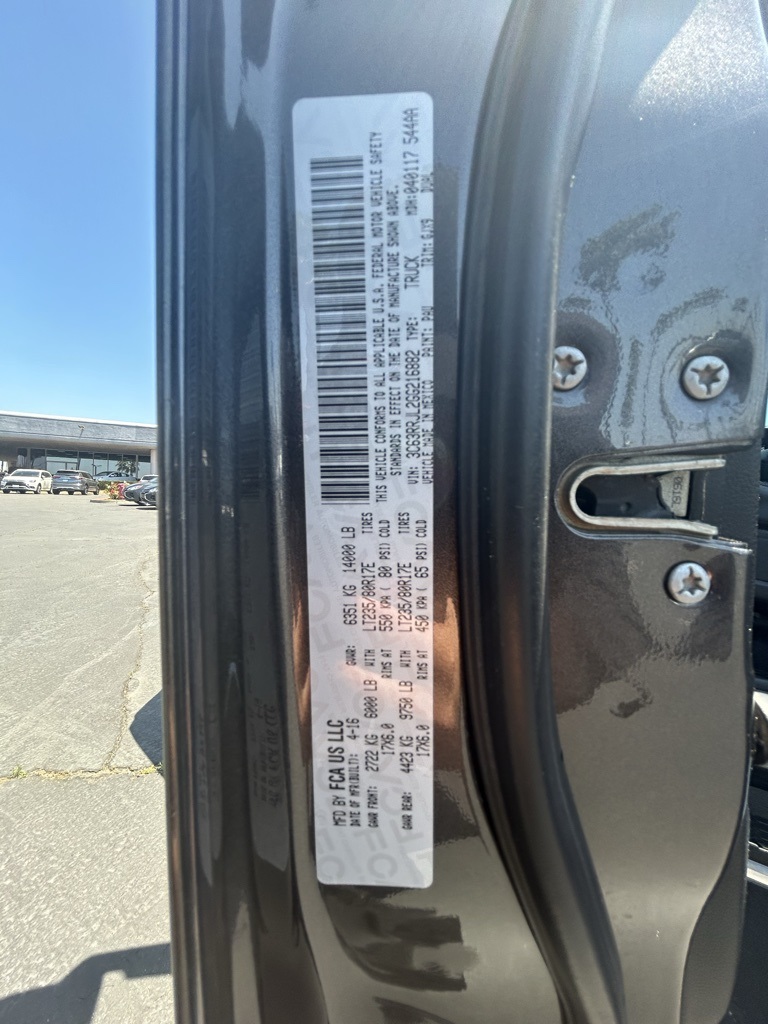 MFD BY FCA US LLC
DATE OF MFR(BUILT): 4-16 GVWR: 6351 KG 14000 LB
GAWR FRONT: 2722 KG 6000 LB WITH LT235/80R17E TIRES
17X6.0 RIMS AT 550 KPA ( 80 PSI) COLD
GAWR REAR: 4423 KG 9750 LB WITH LT235/80R17E TIRES
17X6.0 RIMS AT 450 KPA ( 65 PSI) COLD
THIS VEHICLE CONFORMS TO ALL APPLICABLE U.S.A. FEDERAL MOTOR VEHICLE SAFETY
STANDARDS IN EFFECT ON THE DATE OF MANUFACTURE SHOWN ABOVE.
VIN: 3C63RRJL2GG216882 TYPE: TRUCK MDH:040117 544AA
VEHICLE MADE IN MEXICO PAINT: PAU TRIM: GJX9 DUAL